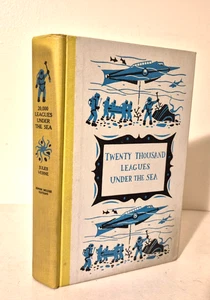 20,000
LEAGUES
UNDER
THE SEA
JULES
VERNE
TWENTY THOUSAND
LEAGUES
UNDER THE SEA